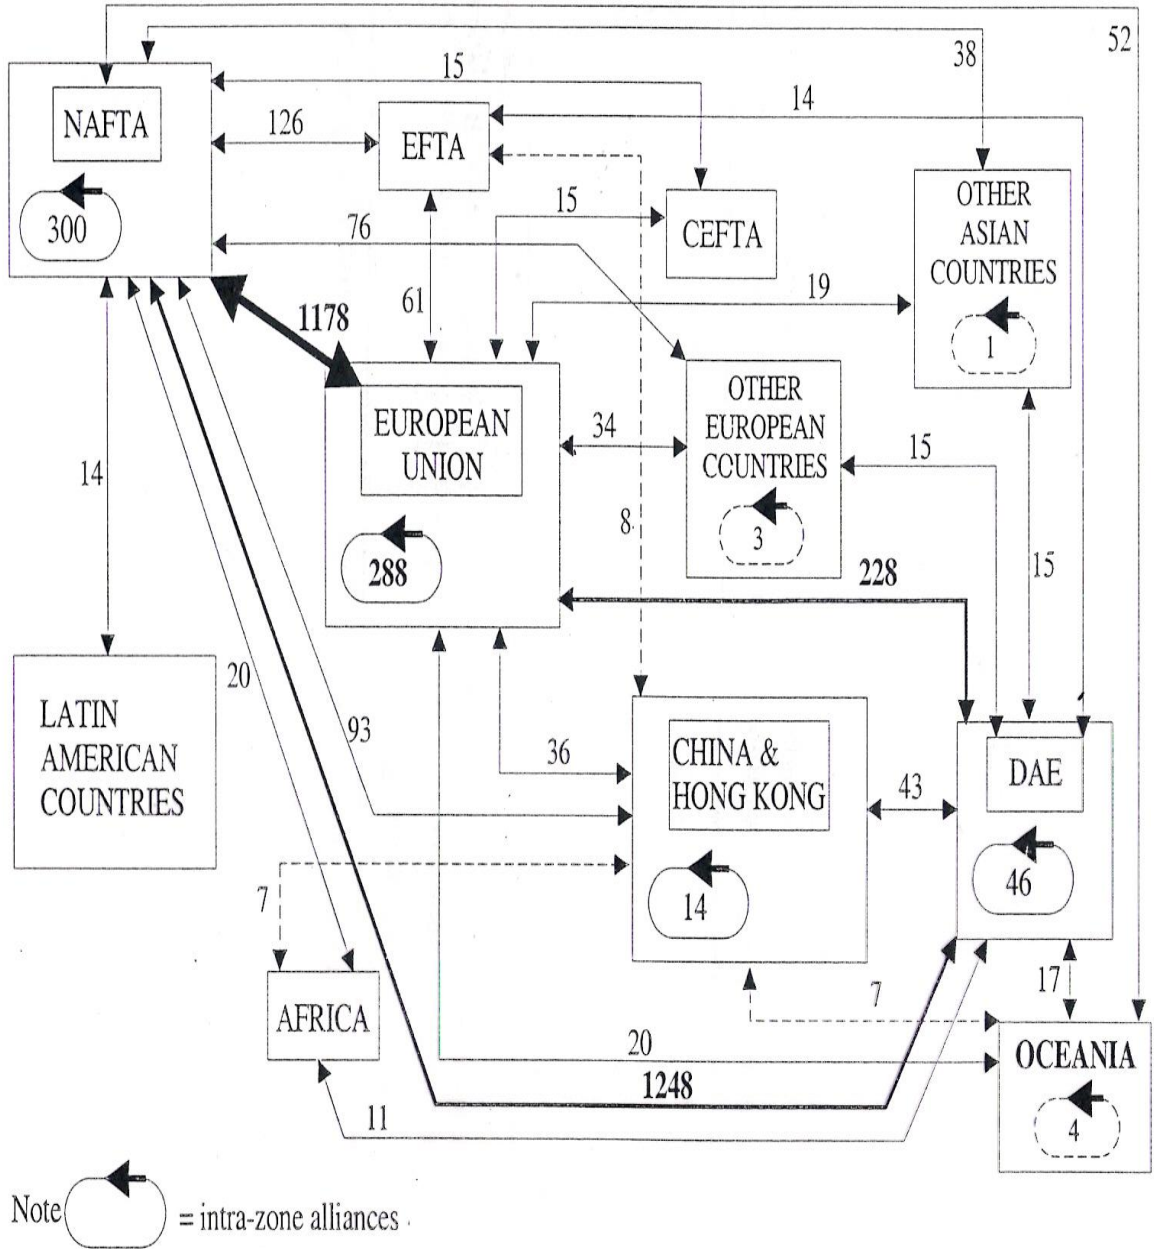 52
38
15
14
NAFTA
126
EFTA
OTHER
ASIAN
COUNTRIES
15
CEFTA
300
76
19
61
1178
1
OTHER
EUROPEAN
COUNTRIES
EUROPEAN
UNION
34
15
14
8
3
288
228
15
20
LATIN
AMERICAN
COUNTRIES
93
36
CHINA &
HONG KONG
43
DAE
14
46
7
17
7
AFRICA
20
OCEANIA
1248
11
4
Note
= intra-zone alliances